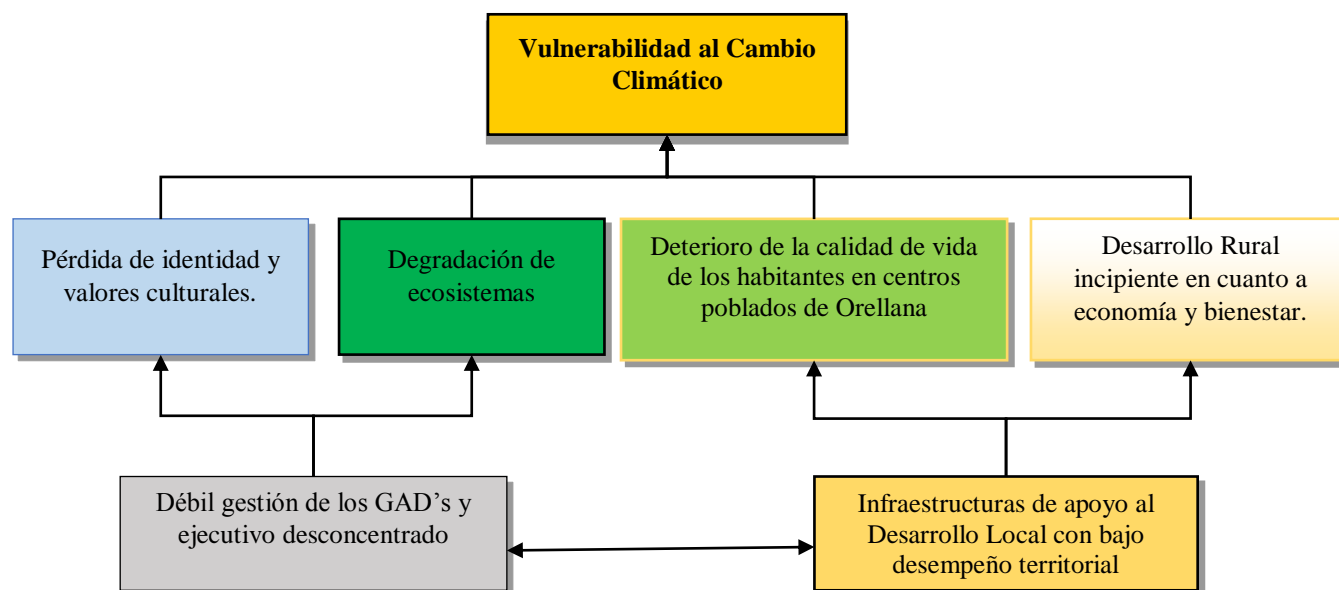 Vulnerabilidad al Cambio
Climático
Pérdida de identidad y
valores culturales.
Degradación de
ecosistemas
Deterioro de la calidad de vida
de los habitantes en centros
poblados de Orellana
Desarrollo Rural
incipiente en cuanto a
economía y bienestar.
Débil gestión de los GAD’s y
ejecutivo desconcentrado
Infraestructuras de apoyo al
Desarrollo Local con bajo
desempeño territorial